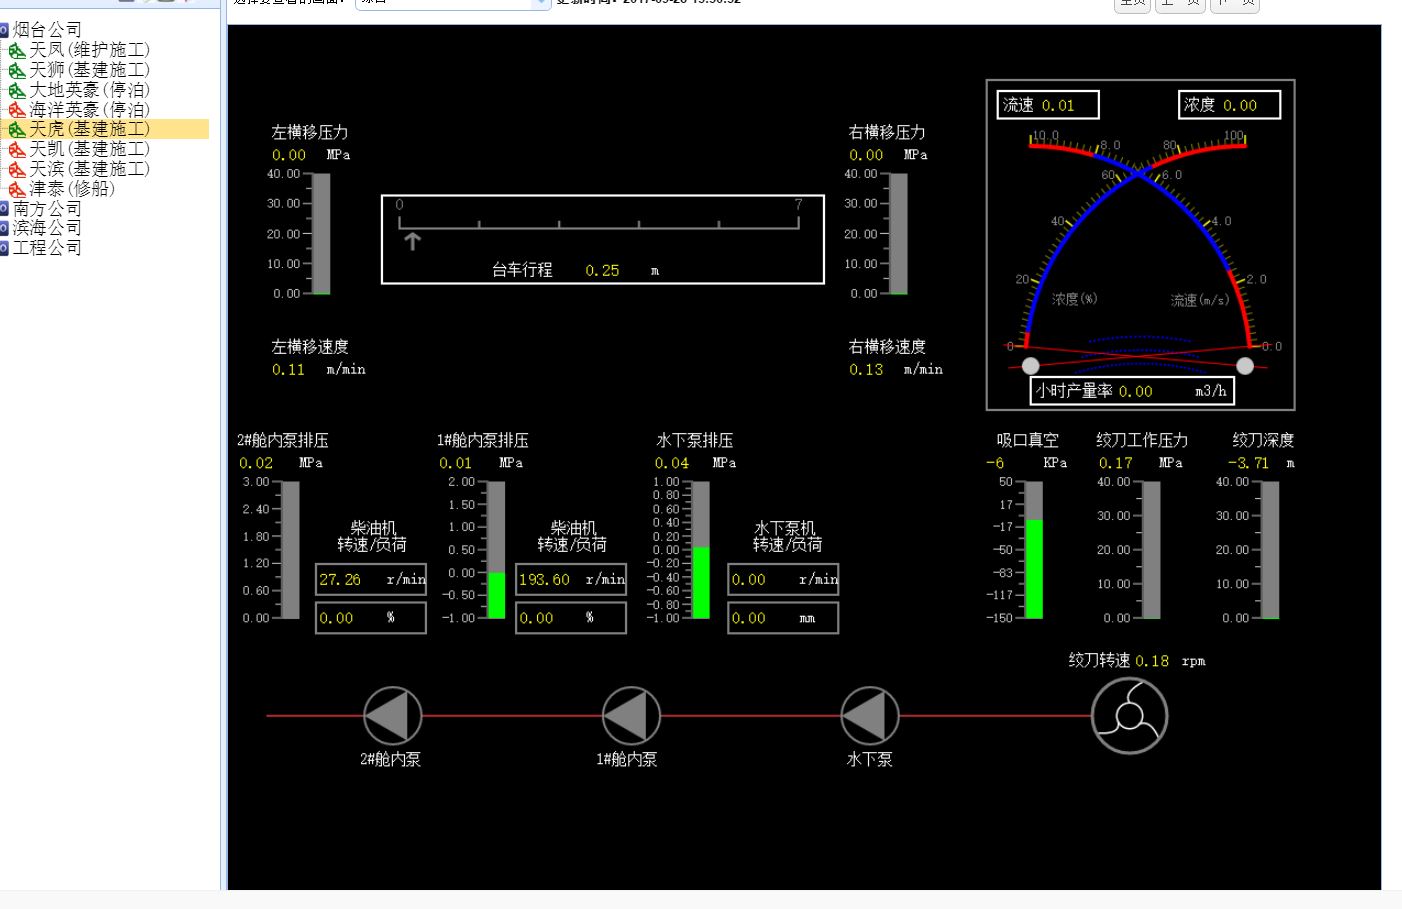 烟台公司
天凤(维护施工)
天狮(基建施工)
大地英豪(停泊)
海洋英豪(停泊)
天虎(基建施工)
天凯(基建施工)
天滨(基建施工)
津泰(修船)
南方公司
滨海公司
工程公司
流速 0.01
浓度 0.00
10.0
8.0
6.0
4.0
2.0
0.0
100
80
60
40
20
0
浓度(%)
流速(m/s)
小时产量率 0.00 m3/h
左横移压力
0.00 MPa
40.00
30.00
20.00
10.00
0.00
0 7
台车行程 0.25 m
右横移压力
0.00 MPa
40.00
30.00
20.00
10.00
0.00
左横移速度
0.11 m/min
右横移速度
0.13 m/min
2#舱内泵排压
0.02 MPa
3.00
2.40
1.80
1.20
0.60
0.00
柴油机
转速/负荷
27.26 r/min
0.00 %
1#舱内泵排压
0.01 MPa
2.00
1.50
1.00
0.50
0.00
-0.50
-1.00
柴油机
转速/负荷
193.60 r/min
0.00 %
水下泵排压
0.04 MPa
1.00
0.80
0.60
0.40
0.20
0.00
-0.20
-0.40
-0.60
-0.80
-1.00
水下泵机
转速/负荷
0.00 r/min
0.00 mm
吸口真空
-6 KPa
50
17
-17
-50
-83
-117
-150
绞刀工作压力
0.17 MPa
40.00
30.00
20.00
10.00
0.00
绞刀深度
-3.71 m
40.00
30.00
20.00
10.00
0.00
绞刀转速 0.18 rpm
2#舱内泵
1#舱内泵
水下泵